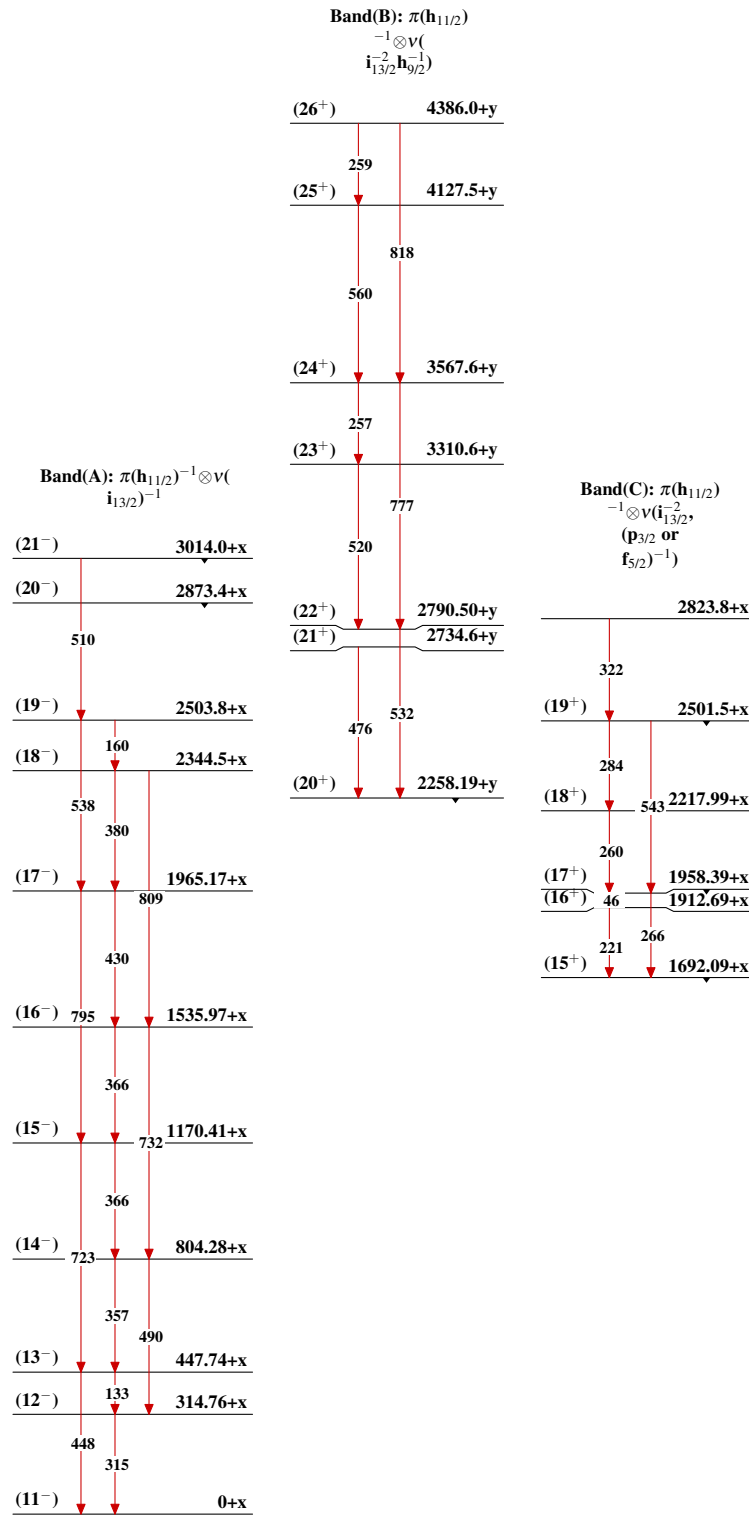 Band(B): π(h₁₁/₂)
⁻¹⊗ν(
i⁻²₁₃/₂h⁻¹₉/₂)
(26⁺) 4386.0+y
259
(25⁺) 4127.5+y
818
560
(24⁺) 3567.6+y
257
(23⁺) 3310.6+y
777
520
(22⁺) 2790.50+y
(21⁺) 2734.6+y
476 532
(20⁺) 2258.19+y
Band(A): π(h₁₁/₂)⁻¹⊗ν(
i₁₃/₂)⁻¹
(21⁻) 3014.0+x
(20⁻) 2873.4+x
510
(19⁻) 2503.8+x
160
(18⁻) 2344.5+x
538 380
(17⁻) 1965.17+x
809
430
(16⁻) 795 1535.97+x
366
(15⁻) 1170.41+x
732
366
(14⁻) 723 804.28+x
357 490
(13⁻) 447.74+x
133
(12⁻) 314.76+x
448 315
(11⁻) 0+x
Band(C): π(h₁₁/₂)
⁻¹⊗ν(i⁻²₁₃/₂,
(p₃/₂ or
f₅/₂)⁻¹)
2823.8+x
322
(19⁺) 2501.5+x
284
(18⁺) 2217.99+x
543
260
(17⁺) 1958.39+x
(16⁺) 46 1912.69+x
221 266
(15⁺) 1692.09+x